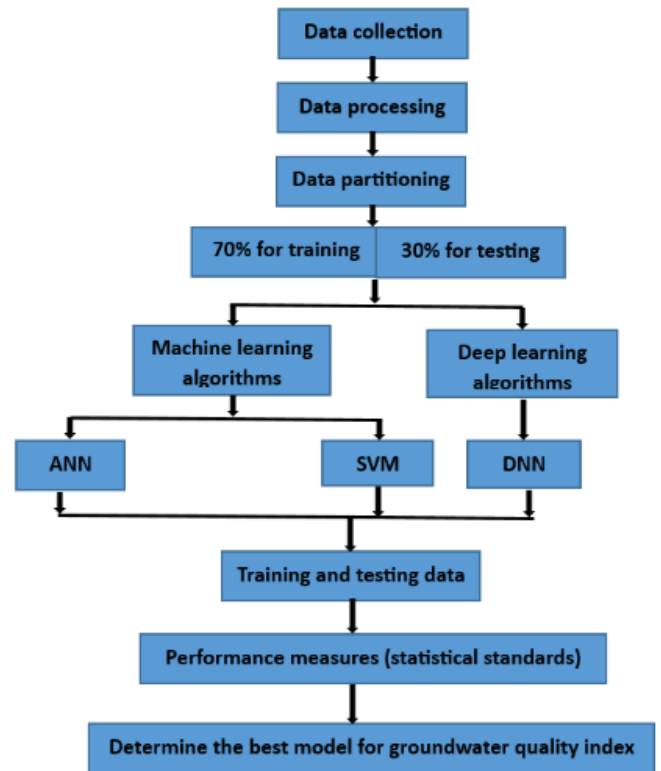 Data collection
Data processing
Data partitioning
70% for training
30% for testing
Machine learning
algorithms
Deep learning
algorithms
ANN
SVM
DNN
Training and testing data
Performance measures (statistical standards)
Determine the best model for groundwater quality index